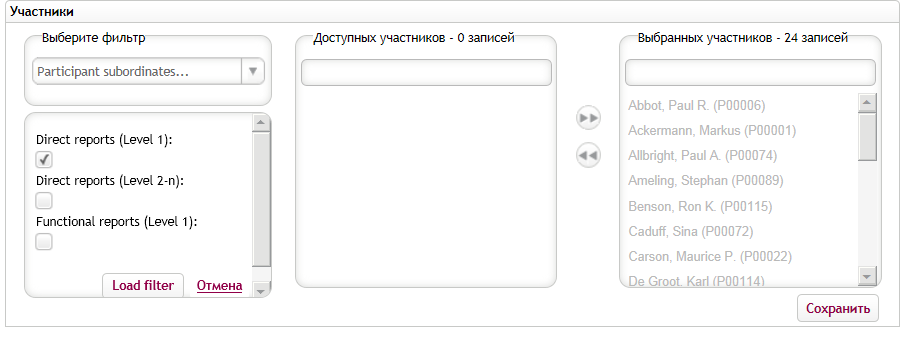 Участники
Выберите фильтр
Participant subordinates...
Direct reports (Level 1):
Direct reports (Level 2-n):
Functional reports (Level 1):
Load filter Отмена
Доступных участников - 0 записей
Выбранных участников - 24 записей
Abbot, Paul R. (P00006)
Ackermann, Markus (P00001)
Allbright, Paul A. (P00074)
Ameling, Stephan (P00089)
Benson, Ron K. (P00115)
Caduff, Sina (P00072)
Carson, Maurice P. (P00022)
De Groot, Karl (P00114)
Сохранить